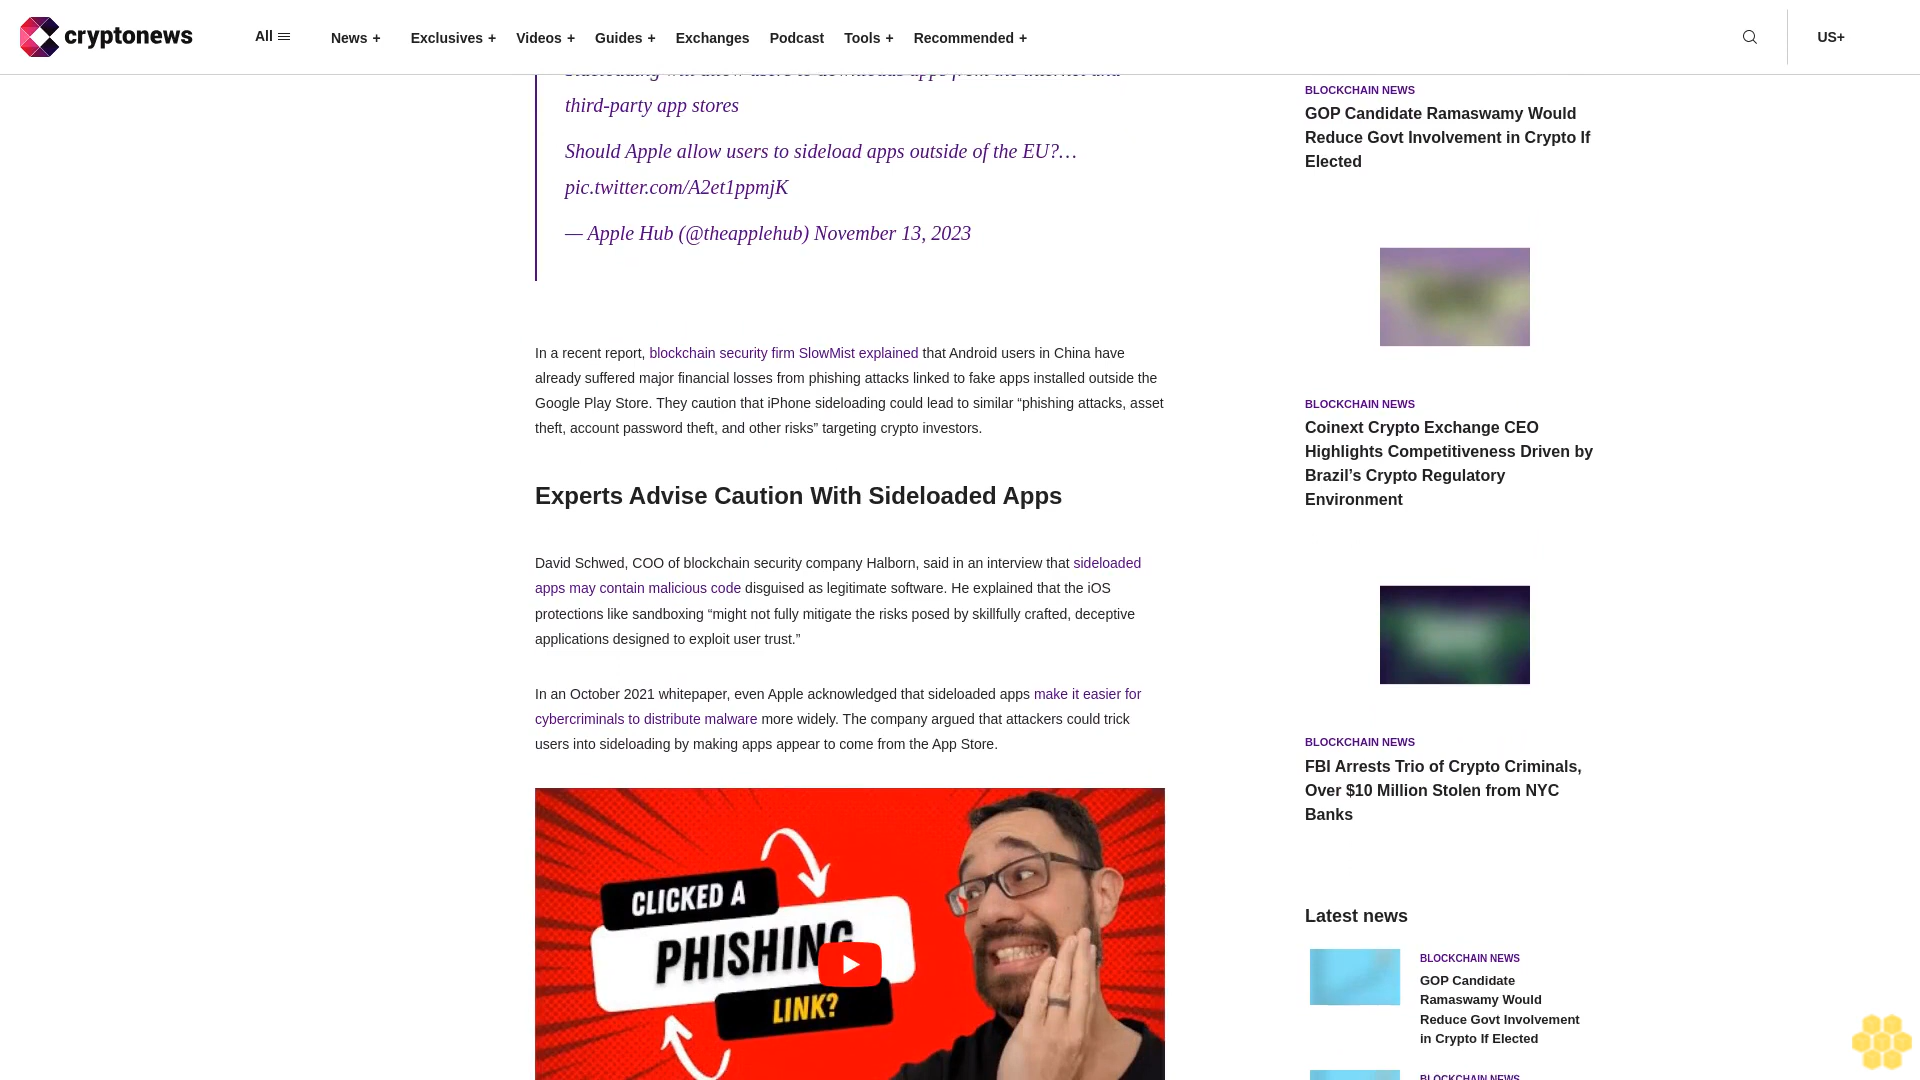 cryptonews
All
News +
Exclusives +
Videos +
Guides +
Exchanges
Podcast
Tools +
Recommended +
US+
third-party app stores
Should Apple allow users to sideload apps outside of the EU?…
pic.twitter.com/A2et1ppmjK
— Apple Hub (@theapplehub) November 13, 2023
In a recent report, blockchain security firm SlowMist explained that Android users in China have
already suffered major financial losses from phishing attacks linked to fake apps installed outside the
Google Play Store. They caution that iPhone sideloading could lead to similar “phishing attacks, asset
theft, account password theft, and other risks” targeting crypto investors.
Experts Advise Caution With Sideloaded Apps
David Schwed, COO of blockchain security company Halborn, said in an interview that sideloaded
apps may contain malicious code disguised as legitimate software. He explained that the iOS
protections like sandboxing “might not fully mitigate the risks posed by skillfully crafted, deceptive
applications designed to exploit user trust.”
In an October 2021 whitepaper, even Apple acknowledged that sideloaded apps make it easier for
cybercriminals to distribute malware more widely. The company argued that attackers could trick
users into sideloading by making apps appear to come from the App Store.
CLICKED A
PHISHING
LINK?
BLOCKCHAIN NEWS
GOP Candidate Ramaswamy Would
Reduce Govt Involvement in Crypto If
Elected
BLOCKCHAIN NEWS
Coinext Crypto Exchange CEO
Highlights Competitiveness Driven by
Brazil’s Crypto Regulatory
Environment
BLOCKCHAIN NEWS
FBI Arrests Trio of Crypto Criminals,
Over $10 Million Stolen from NYC
Banks
Latest news
BLOCKCHAIN NEWS
GOP Candidate
Ramaswamy Would
Reduce Govt Involvement
in Crypto If Elected
BLOCKCHAIN NEWS